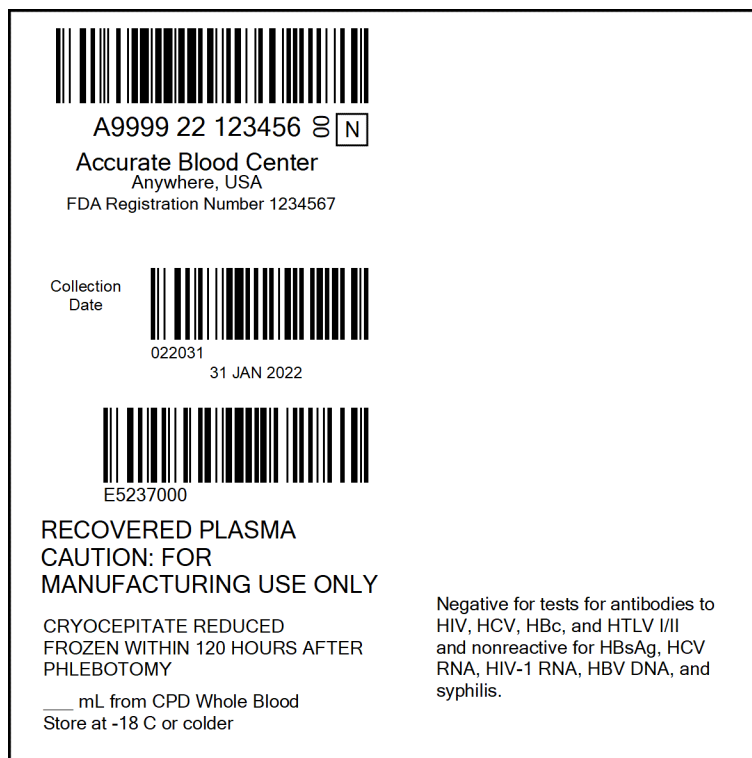 A9999 22 123456 00 N
Accurate Blood Center
Anywhere, USA
FDA Registration Number 1234567
Collection
Date
022031
31 JAN 2022
E5237000
RECOVERED PLASMA
CAUTION: FOR
MANUFACTURING USE ONLY
CRYOCEPITATE REDUCED
FROZEN WITHIN 120 HOURS AFTER
PHLEBOTOMY
___ mL from CPD Whole Blood
Store at -18 C or colder
Negative for tests for antibodies to
HIV, HCV, HBc, and HTLV I/II
and nonreactive for HBsAg, HCV
RNA, HIV-1 RNA, HBV DNA, and
syphilis.